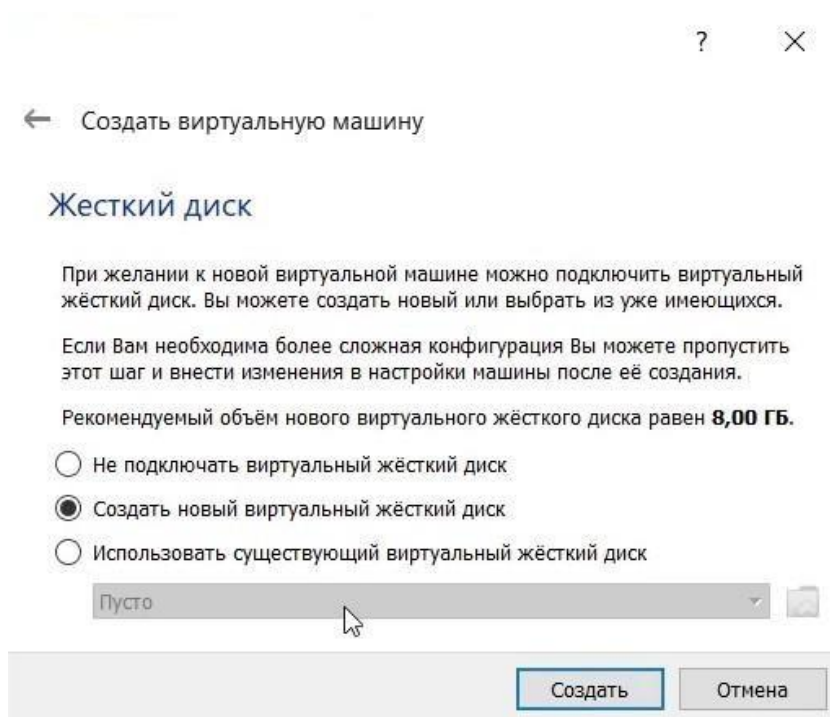 ?
Создать виртуальную машину
Жесткий диск
При желании к новой виртуальной машине можно подключить виртуальный
жёсткий диск. Вы можете создать новый или выбрать из уже имеющихся.
Если Вам необходима более сложная конфигурация Вы можете пропустить
этот шаг и внести изменения в настройки машины после её создания.
Рекомендуемый объём нового виртуального жёсткого диска равен 8,00 ГБ.
Не подключать виртуальный жёсткий диск
Создать новый виртуальный жёсткий диск
Использовать существующий виртуальный жёсткий диск
Пусто
Создать Отмена